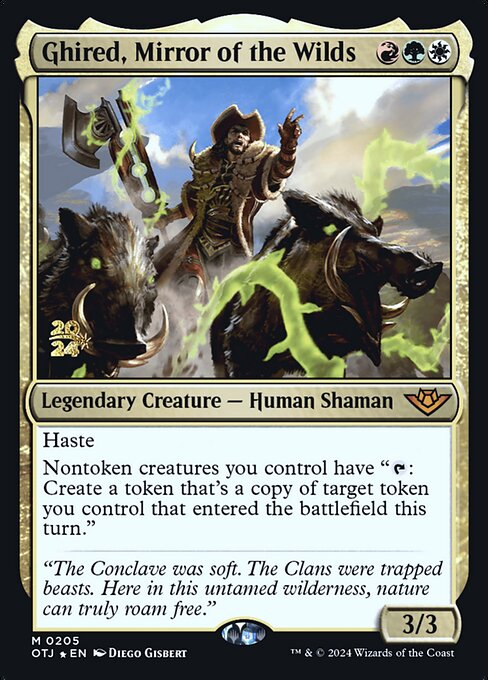 Ghired, Mirror of the Wilds
20
24
Legendary Creature — Human Shaman
Haste
Nontoken creatures you control have “
:
Create a token that’s a copy of target token
you control that entered the battlefield this
turn.”
“The Conclave was soft. The Clans were trapped
beasts. Here in this untamed wilderness, nature
can truly roam free.”
3/3
M 0205
OTJ ★ EN Diego Gisbert
™ & © 2024 Wizards of the Coast